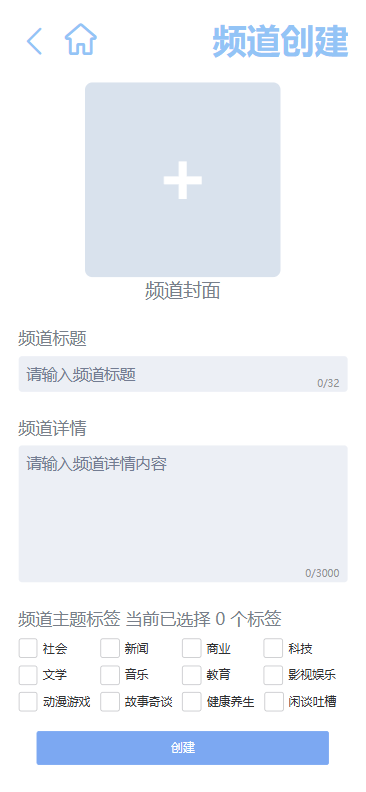 频道创建
频道封面
频道标题
请输入频道标题
0/32
频道详情
请输入频道详情内容
0/3000
频道主题标签 当前已选择 0 个标签
社会 新闻 商业 科技
文学 音乐 教育 影视娱乐
动漫游戏 故事奇谈 健康养生 闲谈吐槽
创建